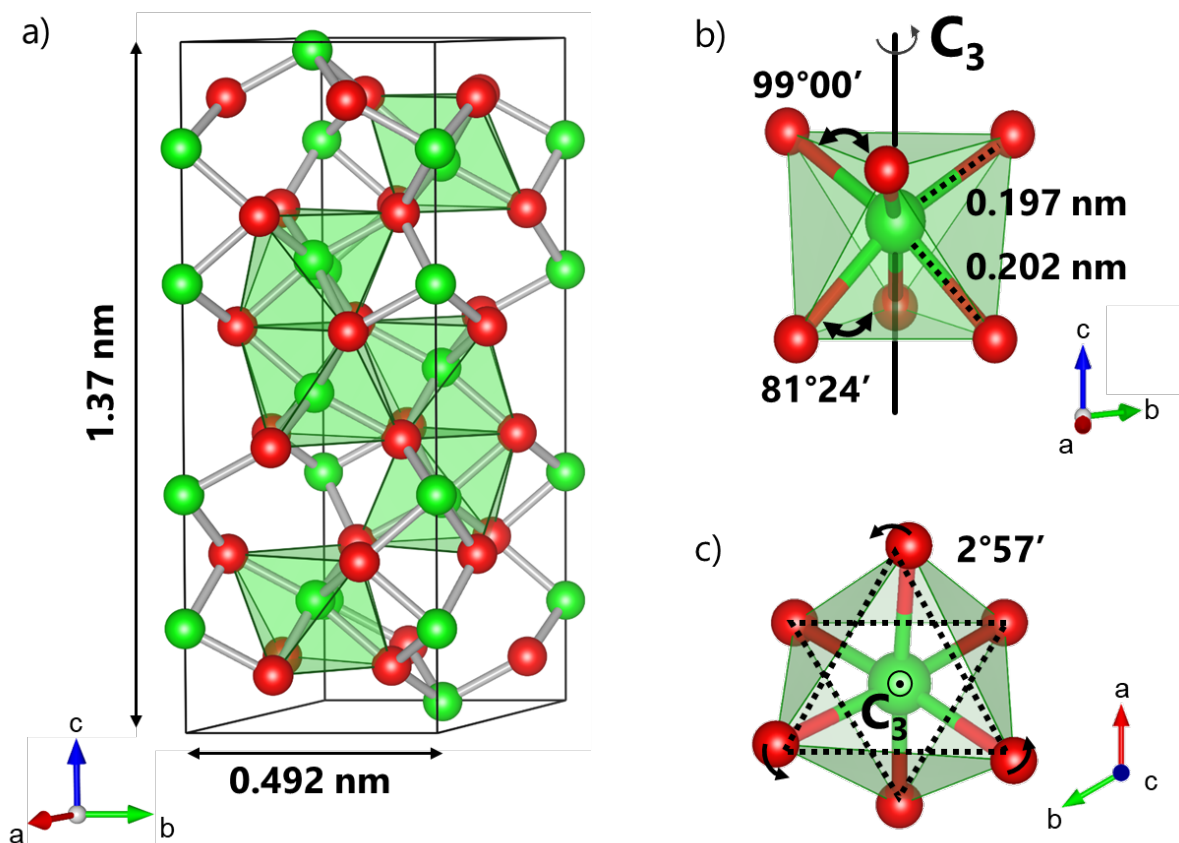 a)
1.37 nm
0.492 nm
c
a
b
b)
C3
99°00′
0.197 nm
0.202 nm
81°24′
c
b
a
c)
2°57′
C3
a
c
b